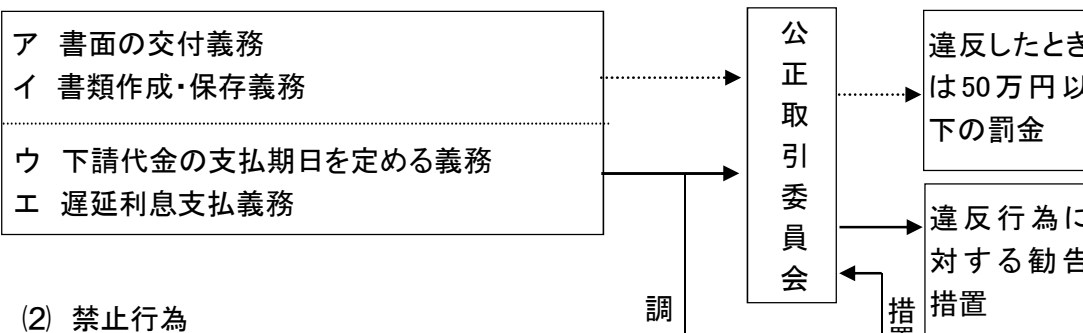 ア 書面の交付義務
イ 書類作成・保存義務
ウ 下請代金の支払期日を定める義務
エ 遅延利息支払義務
公正取引委員会
違反したとき
は50万円以
下の罰金
違反行為に
対する勧告
措置
⑵ 禁止行為
調
措